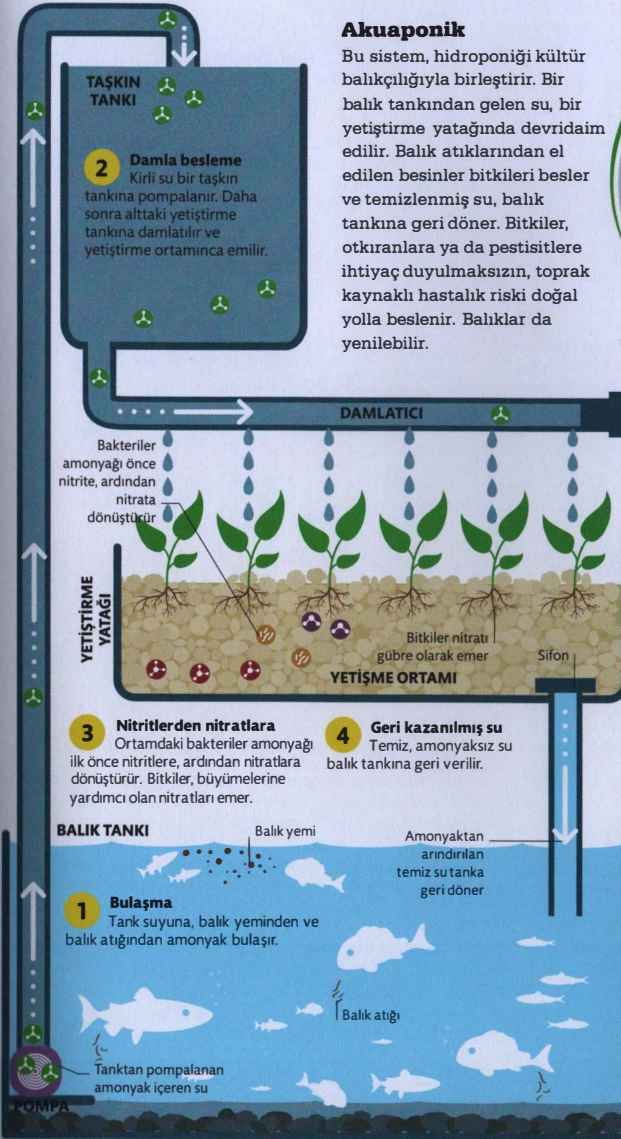 Akuaponik
Bu sistem, hidroponiği kültür
balıkçılığıyla birleştirir. Bir
balık tankından gelen su, bir
yetiştirme yatağında devridaim
edilir. Balık atıklarından el
edilen besinler bitkileri besler
ve temizlenmiş su, balık
tankına geri döner. Bitkiler,
otkıranlara ya da pestisitlere
ihtiyaç duyulmaksızın, toprak
kaynaklı hastalık riski doğal
yolla beslenir. Balıklar da
yenilebilir.
TAŞKIN
TANKI
2
Damla besleme
Kirli su bir taşkın
tankına pompalanır. Daha
sonra alttaki yetiştirme
tankına damlatılır ve
yetiştirme ortamınca emilir.
DAMLATICI
Bakteriler
amonyağı önce
nitrite, ardından
nitrata
dönüştürür
YETİŞTİRME
YATAĞI
Bitkiler nitratı
gübre olarak emer
Sifon
YETİŞME ORTAMI
3
Nitritlerden nitratlara
Ortamdaki bakteriler amonyağı
ilk önce nitritlere, ardından nitratlara
dönüştürür. Bitkiler, büyümelerine
yardımcı olan nitratları emer.
4
Geri kazanılmış su
Temiz, amonyaksız su
balık tankına geri verilir.
BALIK TANKI
Balık yemi
Amonyaktan
arındırılan
temiz su tanka
geri döner
1
Bulaşma
Tank suyuna, balık yeminden ve
balık atığından amonyak bulaşır.
Balık atığı
Tanktan pompalanan
amonyak içeren su
POMPA